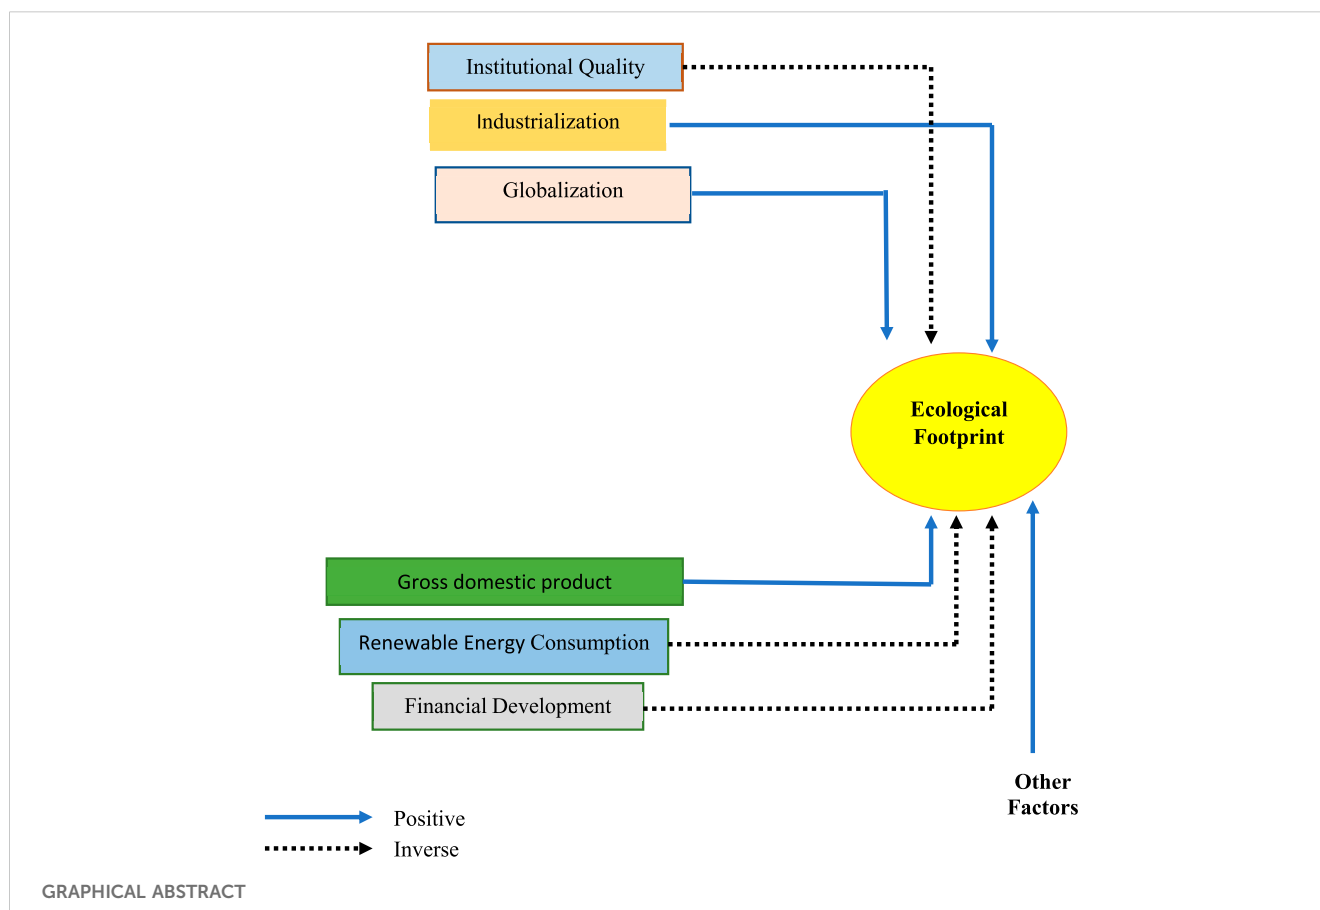 Institutional Quality
Industrialization
Globalization
Ecological
Footprint
Gross domestic product
Renewable Energy Consumption
Financial Development
Other
Factors
Positive
Inverse
GRAPHICAL ABSTRACT